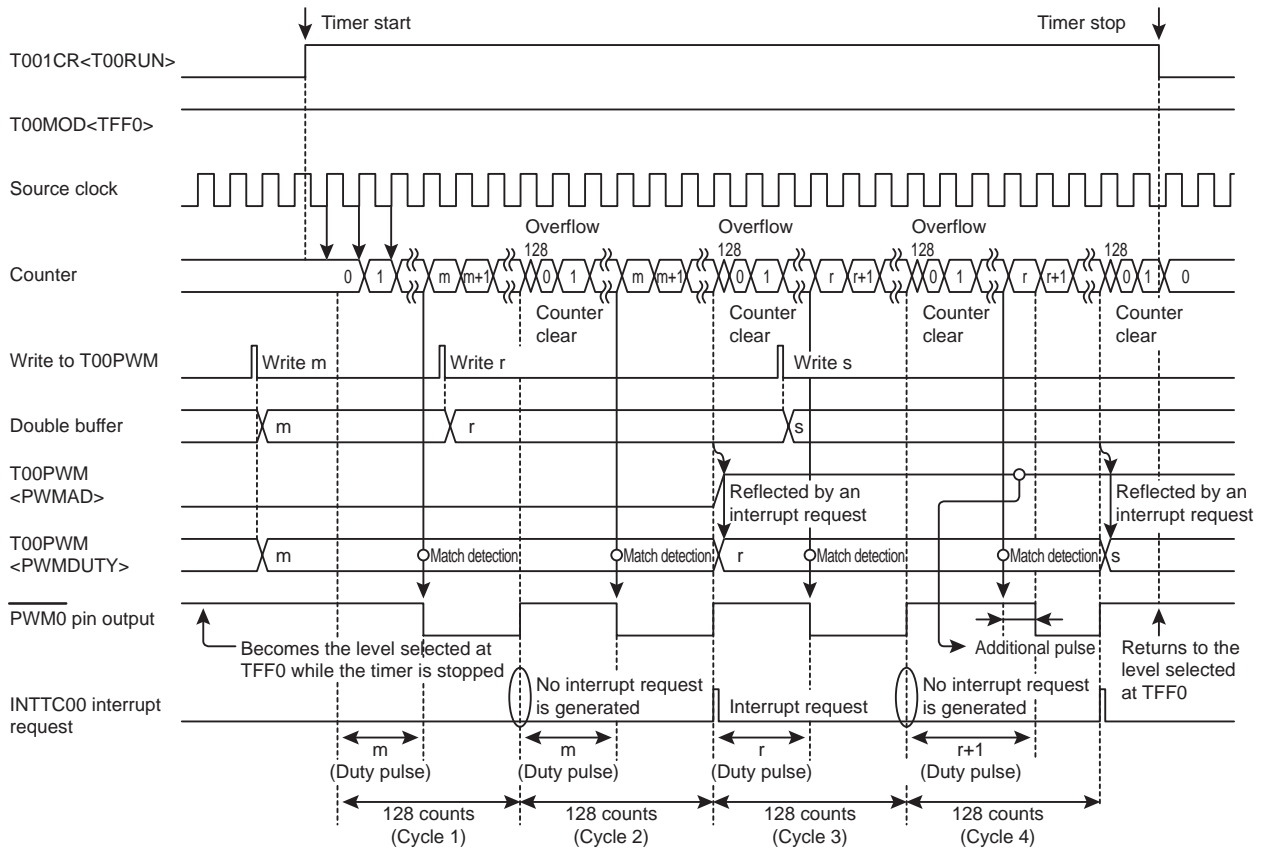 Timer start
Timer stop
T001CR<T00RUN>
T00MOD<TFF0>
Source clock
Overflow
Overflow
Overflow
128
128
128
128
Counter
0 1 m m+1 0 1 m m+1 0 1 r r+1 0 1 r r+1 0 1 0
Counter
clear
Counter
clear
Counter
clear
Counter
clear
Write to T00PWM
Write m
Write r
Write s
Double buffer
m
r
s
T00PWM
<PWMAD>
Reflected by an
interrupt request
Reflected by an
interrupt request
T00PWM
<PWMDUTY>
m
Match detection
Match detection
r
Match detection
Match detection
s
PWM0 pin output
Becomes the level selected at
TFF0 while the timer is stopped
Additional pulse
Returns to the
level selected
at TFF0
INTTC00 interrupt
request
No interrupt request
is generated
Interrupt request
No interrupt request
is generated
m
(Duty pulse)
m
(Duty pulse)
r
(Duty pulse)
r+1
(Duty pulse)
128 counts
(Cycle 1)
128 counts
(Cycle 2)
128 counts
(Cycle 3)
128 counts
(Cycle 4)